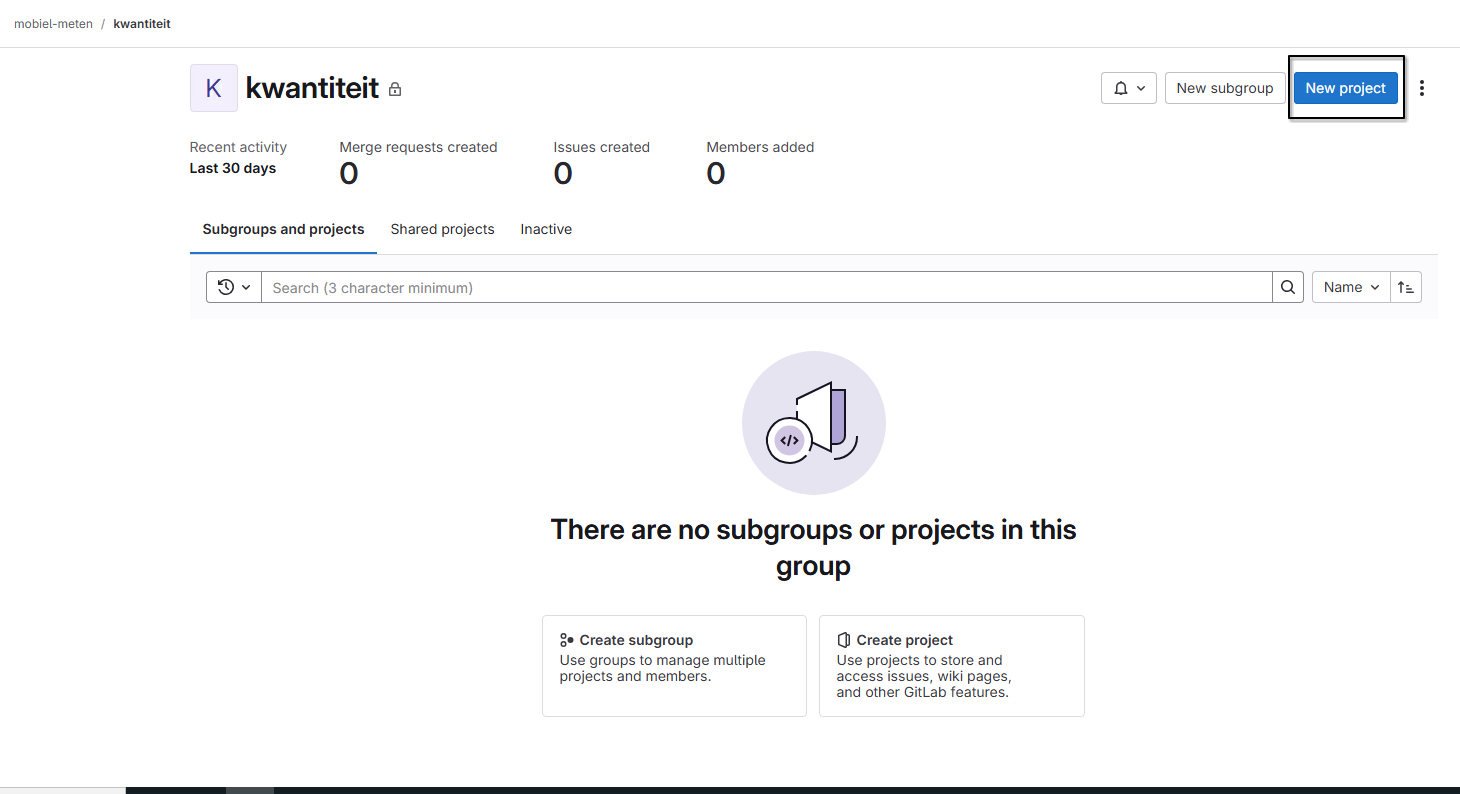 mobiel-meten / kwantiteit
K kwantiteit
New subgroup New project
Recent activity Merge requests created Issues created Members added
Last 30 days 0 0 0
Subgroups and projects Shared projects Inactive
Search (3 character minimum) Name
</>
There are no subgroups or projects in this
group
Create subgroup
Use groups to manage multiple
projects and members.
Create project
Use projects to store and
access issues, wiki pages,
and other GitLab features.